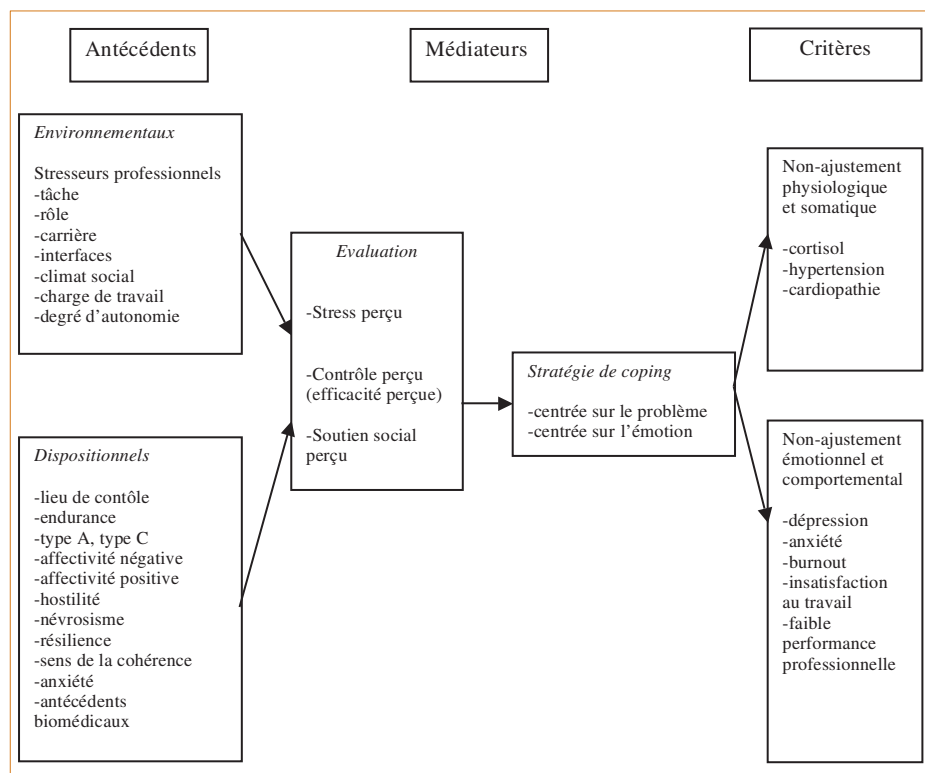 Antécédents
Médiateurs
Critères
Environnementaux
Stresseurs professionnels
-tâche
-rôle
-carrière
-interfaces
-climat social
-charge de travail
-degré d'autonomie
Dispositionnels
-lieu de contôle
-endurance
-type A, type C
-affectivité négative
-affectivité positive
-hostilité
-névrosisme
-résilience
-sens de la cohérence
-anxiété
-antécédents
biomédicaux
Evaluation
-Stress perçu
-Contrôle perçu
(efficacité perçue)
-Soutien social
perçu
Stratégie de coping
-centrée sur le problème
-centrée sur l'émotion
Non-ajustement
physiologique
et somatique
-cortisol
-hypertension
-cardiopathie
Non-ajustement
émotionnel et
comportemental
-dépression
-anxiété
-burnout
-insatisfaction
au travail
-faible
performance
professionnelle